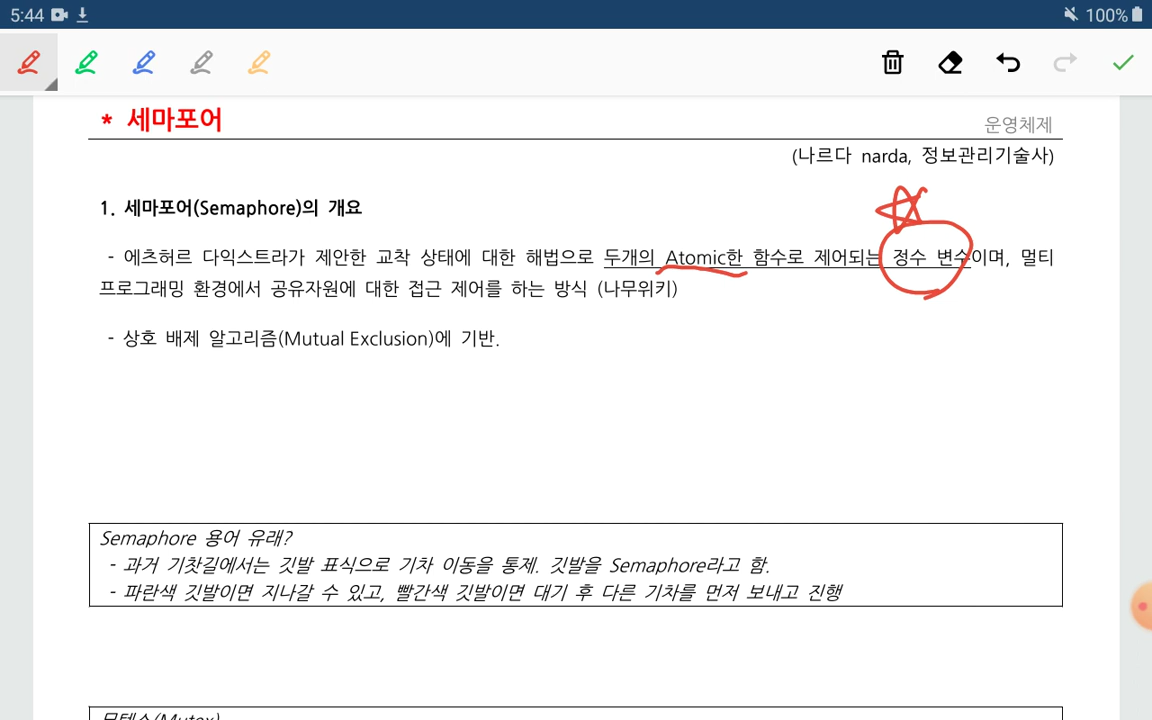 5:44
100%
* 세마포어
운영체제
(나르다 narda, 정보관리기술사)
1. 세마포어(Semaphore)의 개요
- 에츠허르 다익스트라가 제안한 교착 상태에 대한 해법으로 두개의 Atomic한 함수로 제어되는 정수 변수이며, 멀티
프로그래밍 환경에서 공유자원에 대한 접근 제어를 하는 방식 (나무위키)
- 상호 배제 알고리즘(Mutual Exclusion)에 기반.
Semaphore 용어 유래?
- 과거 기찻길에서는 깃발 표식으로 기차 이동을 통제. 깃발을 Semaphore라고 함.
- 파란색 깃발이면 지나갈 수 있고, 빨간색 깃발이면 대기 후 다른 기차를 먼저 보내고 진행